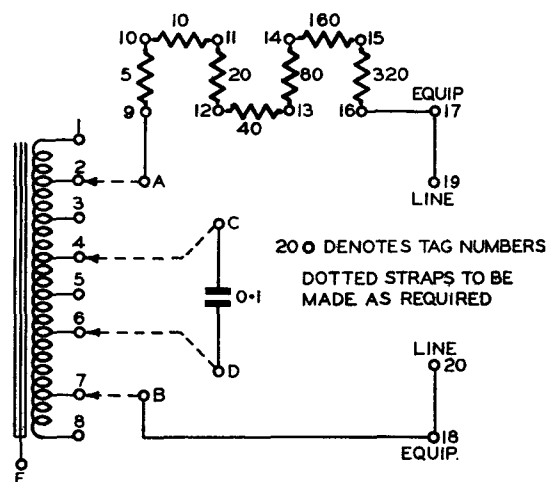 10 10 11 14 160 15
5 20 80 320
9 12 40 13 16 EQUIP 17
1
2 A 19
LINE
3
C
4 20 DENOTES TAG NUMBERS
5 0·1 DOTTED STRAPS TO BE
MADE AS REQUIRED
6
D LINE
20
7 B
8 18
EQUIP.
E